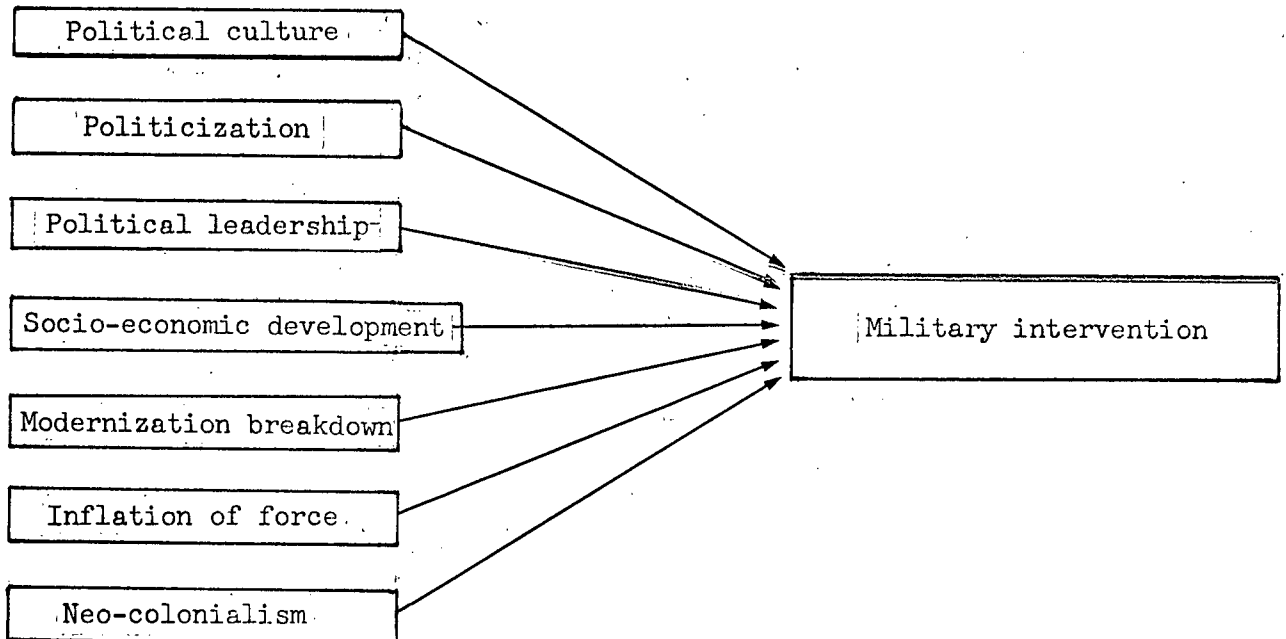 Political culture
Politicization
Political leadership
Socio-economic development
Military intervention
Modernization breakdown
Inflation of force
Neo-colonialism